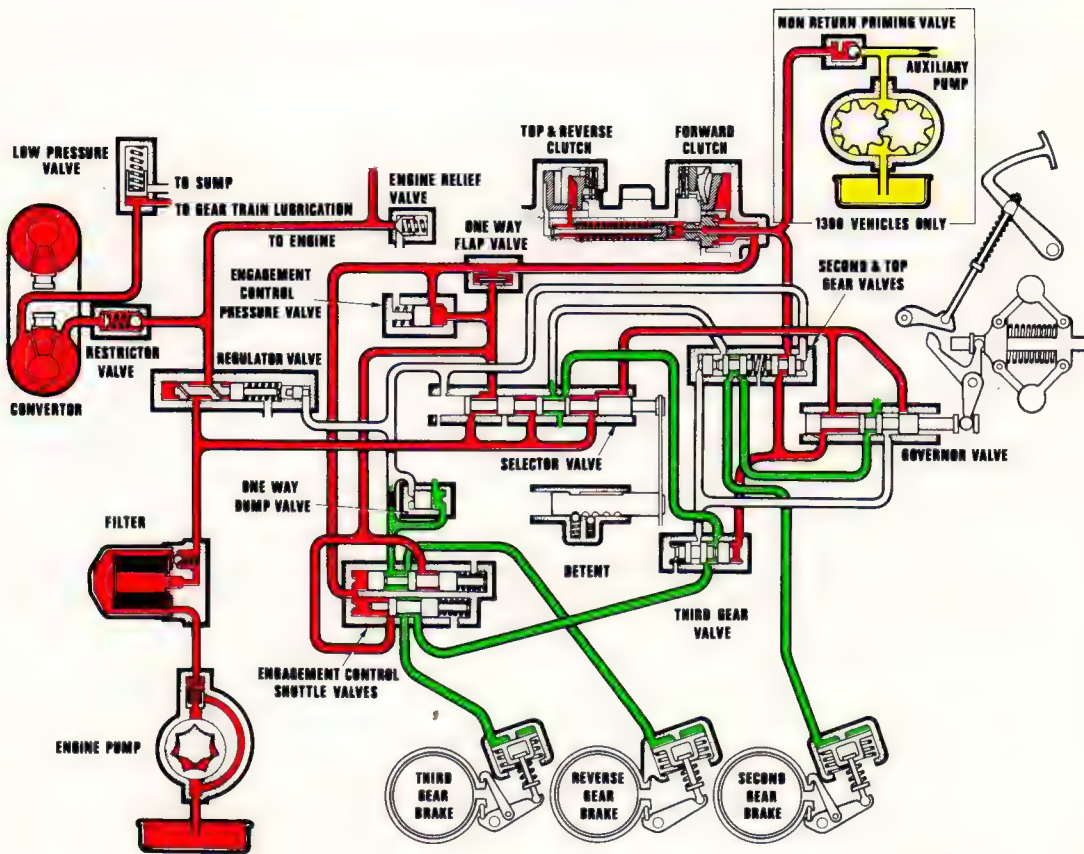 NON RETURN PRIMING VALVE
AUXILIARY
PUMP
1300 VEHICLES ONLY
TOP & REVERSE
CLUTCH
FORWARD
CLUTCH
LOW PRESSURE
VALVE
TO SUMP
TO GEAR TRAIN LUBRICATION
ENGINE RELIEF
VALVE
TO ENGINE
ONE WAY
FLAP VALVE
SECOND & TOP
GEAR VALVES
ENGAGEMENT
CONTROL
PRESSURE VALVE
RESTRICTOR
VALVE
REGULATOR VALVE
CONVERTOR
SELECTOR VALVE
GOVERNOR VALVE
ONE WAY
DUMP VALVE
FILTER
DETENT
THIRD GEAR
VALVE
ENGAGEMENT CONTROL
SHUTTLE VALVES
ENGINE PUMP
THIRD
GEAR
BRAKE
REVERSE
GEAR
BRAKE
SECOND
GEAR
BRAKE